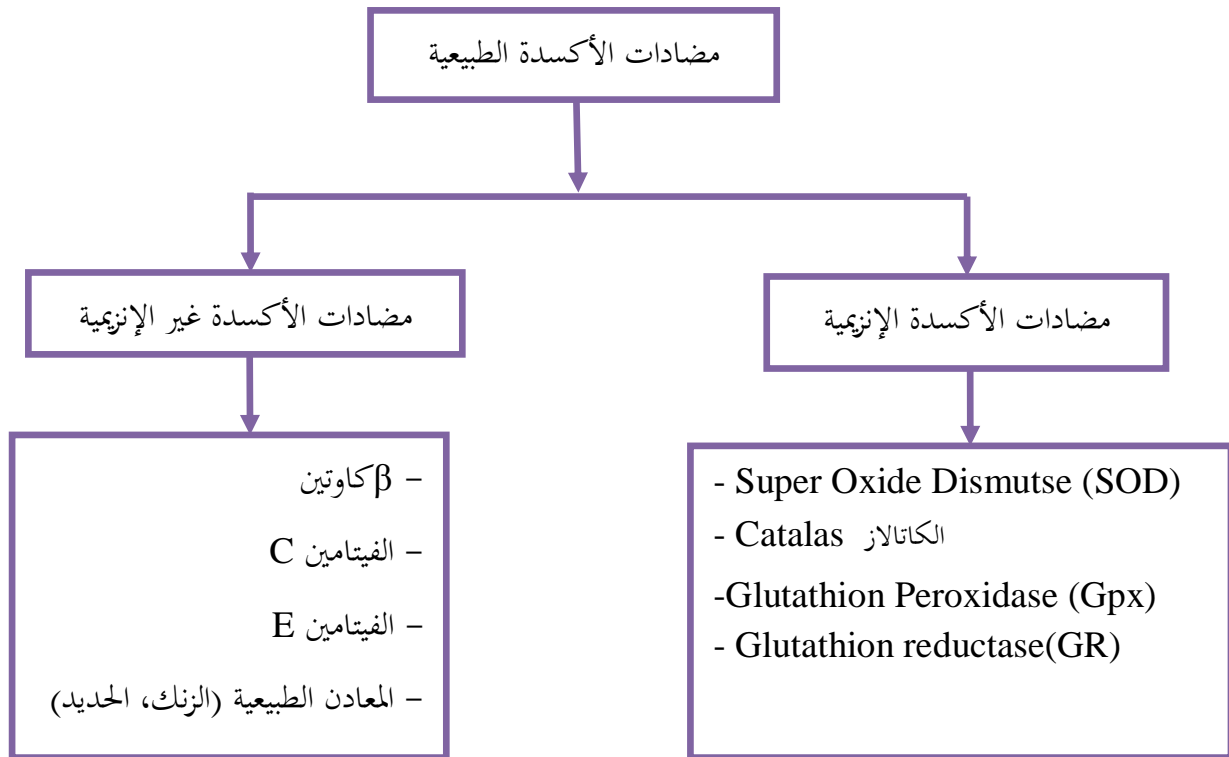 مضادات الأكسدة الطبيعية
مضادات الأكسدة الإنزيمية
مضادات الأكسدة غير الإنزيمية
- Super Oxide Dismutse (SOD)
- Catalas الكاتالاز
-Glutathion Peroxidase (Gpx)
- Glutathion reductase(GR)
- βكاوتين
- الفيتامين C
- الفيتامين E
- المعادن الطبيعية (الزنك، الحديد)